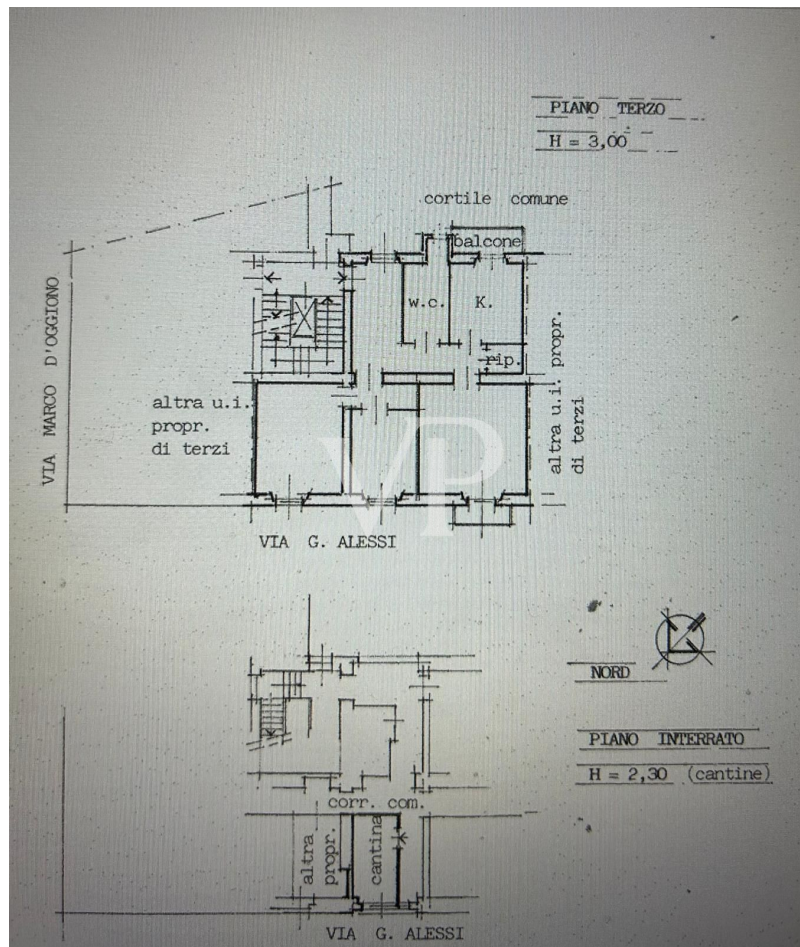 PIANO TERZO
H = 3,00
cortile comune
balcone
w.c.
K.
rip.
VIA MARCO D'OGGIONO
altra u.i.
propr.
di terzi
altra u.i. propr.
di terzi
VP
VIA G. ALESSI
NORD
PIANO INTERRATO
H = 2,30 (cantine)
corr. com.
altra
propr.
cantina
VIA G. ALESSI